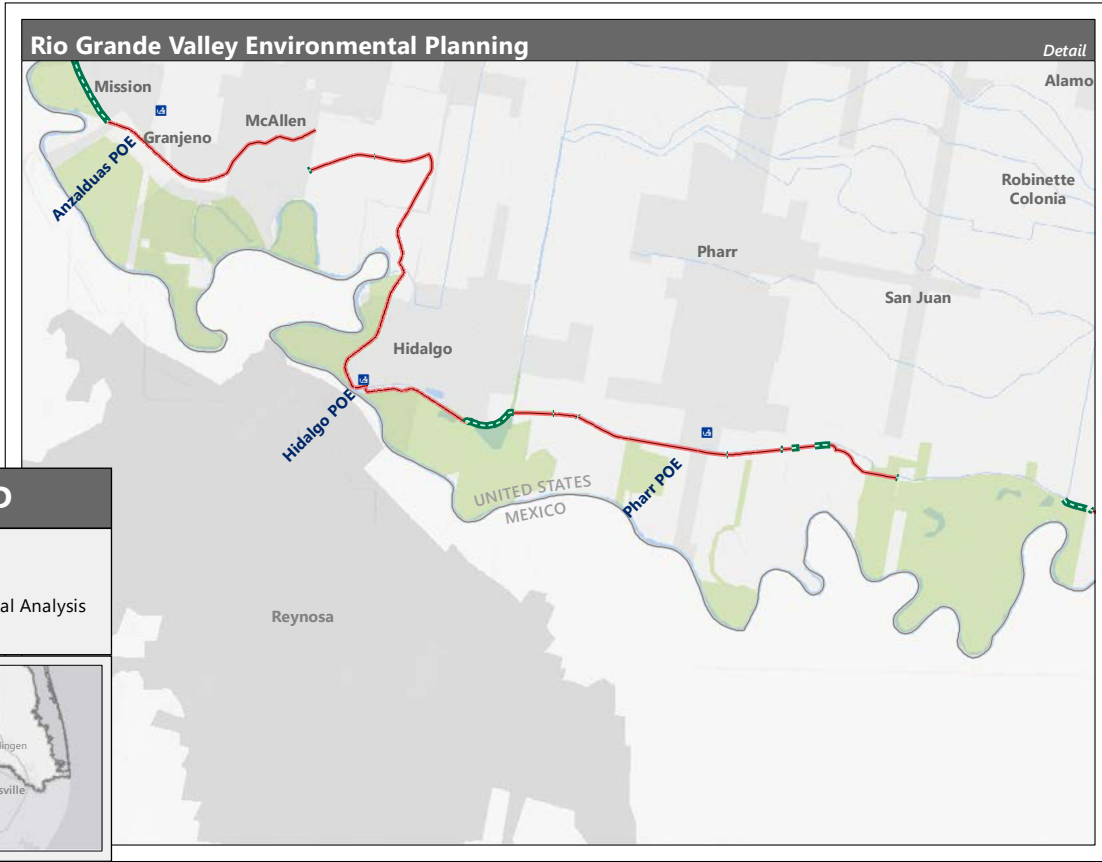 Rio Grande Valley Environmental Planning
Detail
Mission
Alamo
McAllen
Granjeno
Anzalduas POE
Robinette
Colonia
Pharr
San Juan
Hidalgo
Hidalgo POE
UNITED STATES
MEXICO
Pharr POE
D
al Analysis
Reynosa
lingen
sville